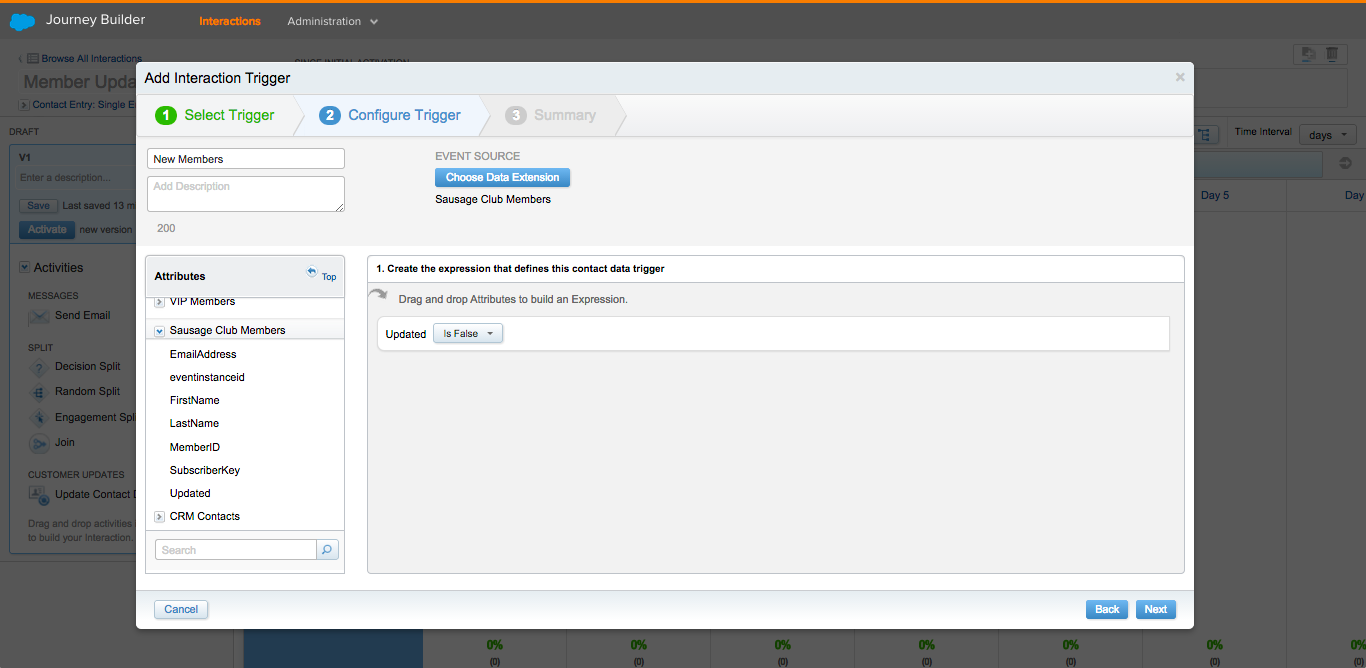 Journey Builder
Interactions
Administration
Browse All Interactions
Member Upda
Contact Entry: Single E
DRAFT
V1
Enter a description...
Save
Last saved 13 m
Activate
new version
Activities
MESSAGES
Send Email
SPLIT
Decision Split
Random Split
Engagement Spl
Join
CUSTOMER UPDATES
Update Contact D
Drag and drop activities
to build your Interaction.
Add Interaction Trigger
×
1 Select Trigger
2 Configure Trigger
3 Summary
New Members
Add Description
200
EVENT SOURCE
Choose Data Extension
Sausage Club Members
Attributes
Top
VIP Members
Sausage Club Members
EmailAddress
eventinstanceid
FirstName
LastName
MemberID
SubscriberKey
Updated
CRM Contacts
Search
1. Create the expression that defines this contact data trigger
Drag and drop Attributes to build an Expression.
Updated
Is False
Cancel
Back
Next
Time Interval
days
Day 5
Day
0% 0% 0% 0% 0% 0% 0%
(0) (0) (0) (0) (0) (0) (0)